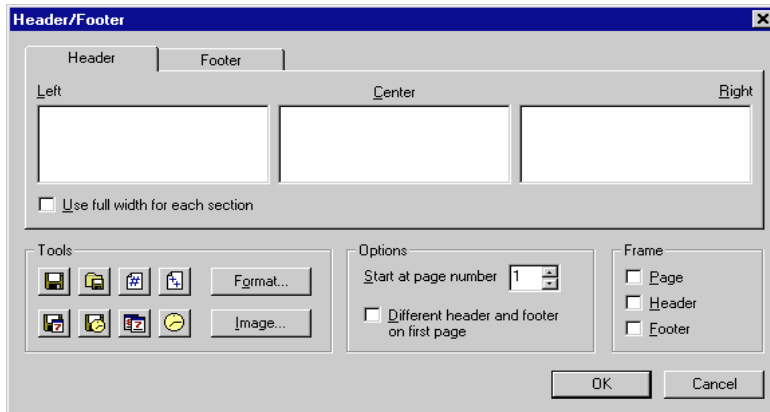 Header/Footer
Header Footer
Left Center Right
Use full width for each section
Tools Options Frame
Format... Start at page number 1 Page
Image... Different header and footer
on first page
Header
Footer
OK Cancel